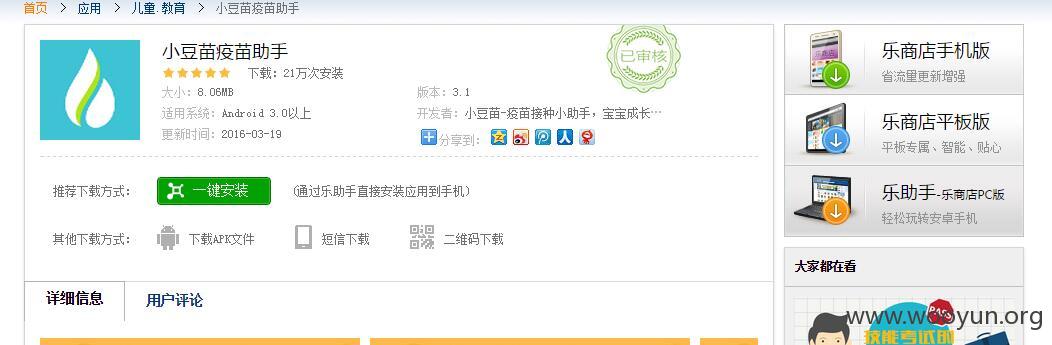 首页 > 应用 > 儿童.教育 > 小豆苗疫苗助手
小豆苗疫苗助手
下载：21万次安装
大小：8.06MB
版本：3.1
适用系统：Android 3.0以上
开发者：小豆苗-疫苗接种小助手，宝宝成长…
更新时间：2016-03-19
分享到：
已审核
推荐下载方式：
一键安装
（通过乐助手直接安装应用到手机）
其他下载方式：
下载APK文件
短信下载
二维码下载
详细信息
用户评论
乐商店手机版
省流量更新增强
乐商店平板版
平板专属、智能、贴心
乐助手-乐商店PC版
轻松玩转安卓手机
大家都在看
技能考试的
www.wooyun.org